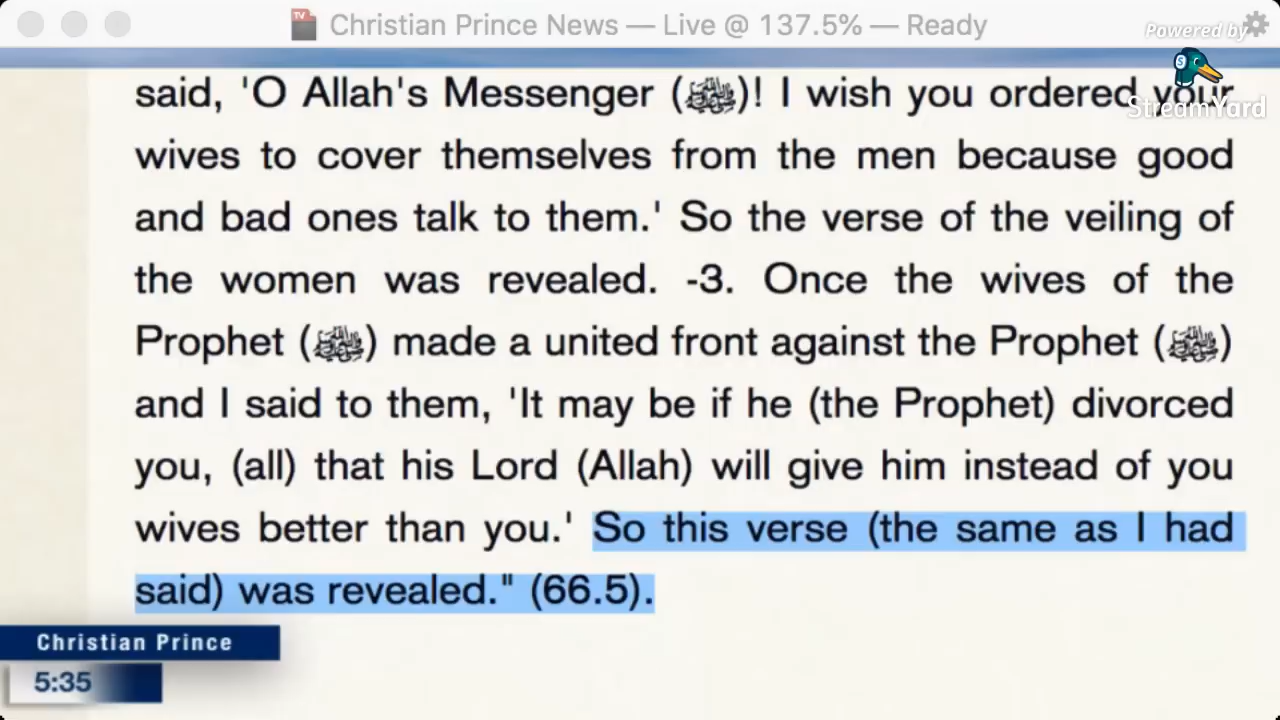 Christian Prince News — Live @ 137.5% — Ready
Powered by
StreamYard
said, 'O Allah's Messenger (ﷺ)! I wish you ordered your
wives to cover themselves from the men because good
and bad ones talk to them.' So the verse of the veiling of
the women was revealed. -3. Once the wives of the
Prophet (ﷺ) made a united front against the Prophet (ﷺ)
and I said to them, 'It may be if he (the Prophet) divorced
you, (all) that his Lord (Allah) will give him instead of you
wives better than you.' So this verse (the same as I had
said) was revealed." (66.5).
Christian Prince
5:35